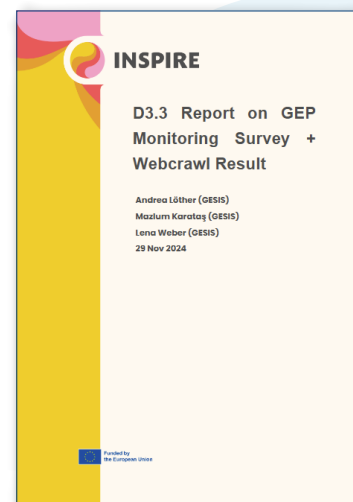 INSPIRE
D3.3 Report on GEP
Monitoring Survey +
Webcrawl Result
Andrea Löther (GESIS)
Mazlum Karataş (GESIS)
Lena Weber (GESIS)
29 Nov 2024
Funded by
the European Union